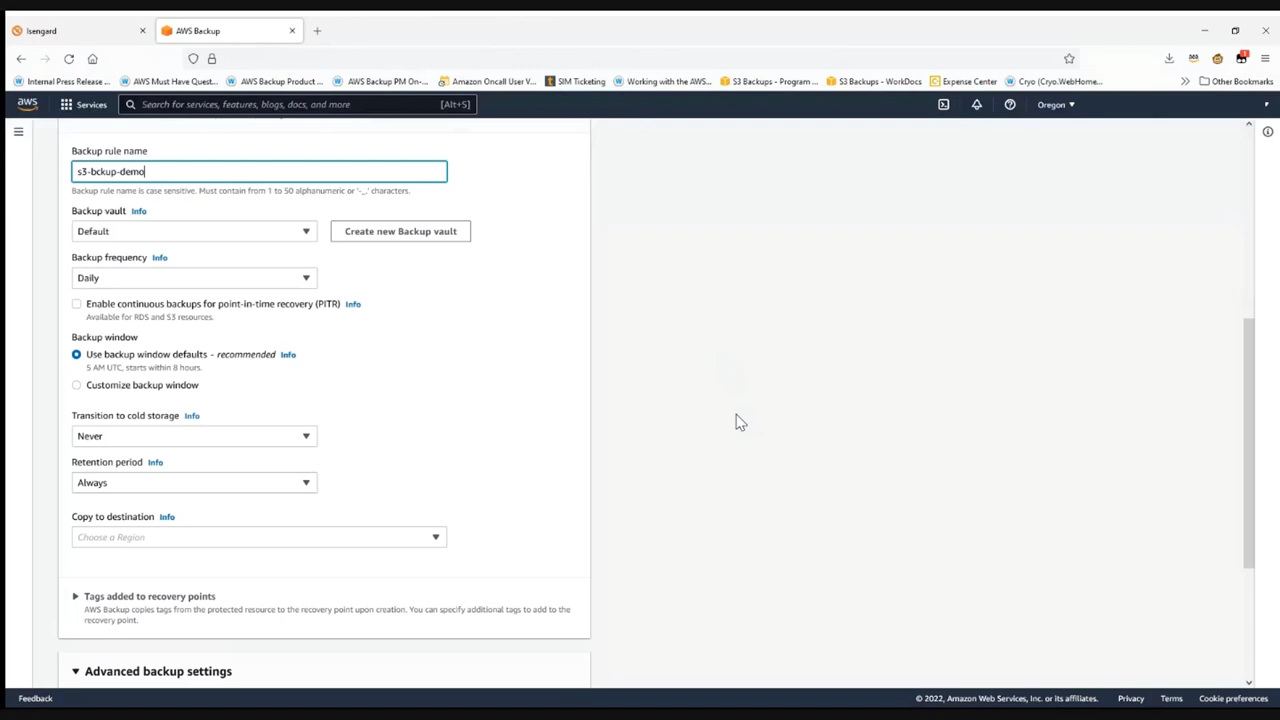 Isengard
AWS Backup
Internal Press Release ...
AWS Must Have Quest...
AWS Backup Product ...
AWS Backup PM On-...
Amazon Oncall User V...
SIM Ticketing
Working with the AWS...
S3 Backups - Program ...
S3 Backups - WorkDocs
Expense Center
Cryo (Cryo.WebHome...
Other Bookmarks
aws
Services
Search for services, features, blogs, docs, and more
[Alt+S]
Oregon
Backup rule name
s3-bckup-demo
Backup rule name is case sensitive. Must contain from 1 to 50 alphanumeric or '-_.' characters.
Backup vault Info
Default
Create new Backup vault
Backup frequency Info
Daily
Enable continuous backups for point-in-time recovery (PITR) Info
Available for RDS and S3 resources.
Backup window
Use backup window defaults - recommended Info
5 AM UTC, starts within 8 hours.
Customize backup window
Transition to cold storage Info
Never
Retention period Info
Always
Copy to destination Info
Choose a Region
Tags added to recovery points
AWS Backup copies tags from the protected resource to the recovery point upon creation. You can specify additional tags to add to the
recovery point.
Advanced backup settings
Feedback
© 2022, Amazon Web Services, Inc. or its affiliates.
Privacy
Terms
Cookie preferences